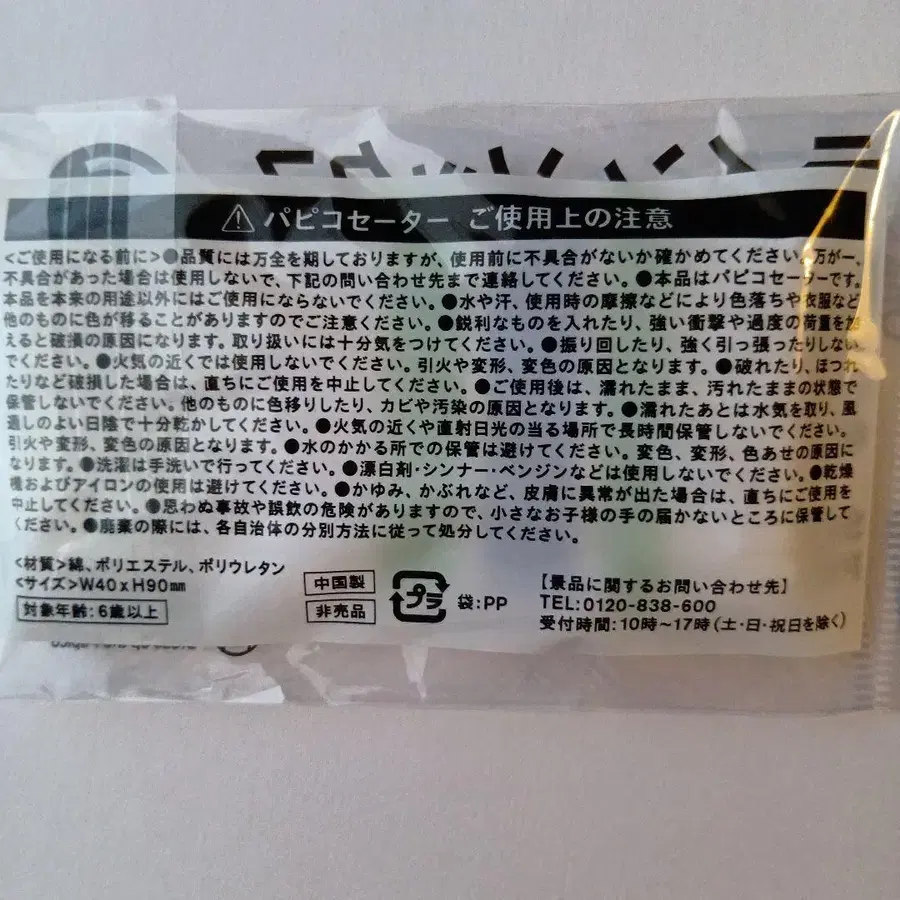 ⚠ パピコセーター ご使用上の注意
<ご使用になる前に>●品質には万全を期しておりますが、使用前に不具合がないか確かめてください。万が一、
不具合があった場合は使用しないで、下記の問い合わせ先まで連絡してください。●本品はパピコセーターです。
本品を本来の用途以外にはご使用にならないでください。●水や汗、使用時の摩擦などにより色落ちや衣服など
他のものに色が移ることがありますのでご注意ください。●鋭利なものを入れたり、強い衝撃や過度の荷重を加
えると破損の原因になります。取り扱いには十分気をつけてください。●振り回したり、強く引っ張ったりしない
でください。●火気の近くでは使用しないでください。引火や変形、変色の原因となります。●破れたり、ほつれ
たりなど破損した場合は、直ちにご使用を中止してください。●ご使用後は、濡れたまま、汚れたままの状態で
保管しないでください。他のものに色移りしたり、カビや汚染の原因となります。●濡れたあとは水気を取り、風
通しのよい日陰で十分乾かしてください。●火気の近くや直射日光の当る場所で長時間保管しないでください。
引火や変形、変色の原因となります。●水のかかる所での保管は避けてください。変色、変形、色あせの原因に
なります。●洗濯は手洗いで行ってください。●漂白剤・シンナー・ベンジンなどは使用しないでください。●乾燥
機およびアイロンの使用は避けてください。●かゆみ、かぶれなど、皮膚に異常が出た場合は、直ちにご使用を
中止してください。●思わぬ事故や誤飲の危険がありますので、小さなお子様の手の届かないところに保管して
ください。●廃棄の際には、各自治体の分別方法に従って処分してください。
<材質>綿、ポリエステル、ポリウレタン
<サイズ>W40×H90mm
対象年齢:6歳以上
中国製
非売品
プラ 袋:PP
【景品に関するお問い合わせ先】
TEL:0120-838-600
受付時間:10時~17時(土・日・祝日を除く)